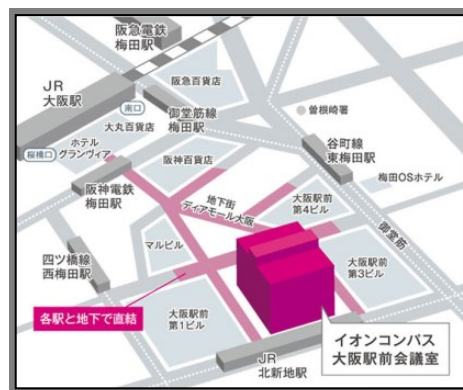 阪急電鉄
梅田駅
阪急百貨店
JR
大阪駅
南口
御堂筋線
梅田駅
曽根崎署
大丸百貨店
谷町線
東梅田駅
桜橋口
ホテル
グランヴィア
阪神百貨店
梅田OSホテル
阪神電鉄
梅田駅
地下街
ディアモール大阪
大阪駅前
第4ビル
御堂筋
マルビル
四ツ橋線
西梅田駅
大阪駅前
第3ビル
各駅と地下で直結
大阪駅前
第1ビル
イオンコンパス
大阪駅前会議室
JR
北新地駅